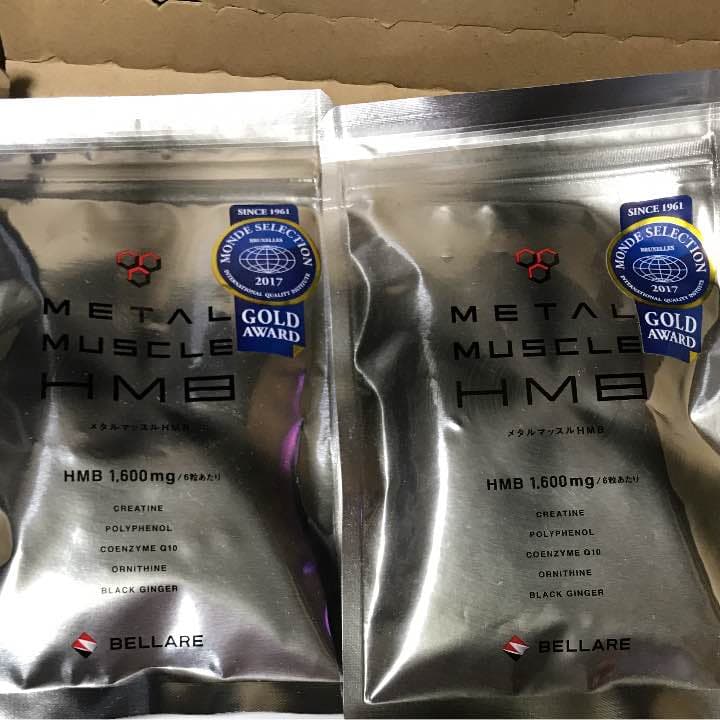 SINCE 1961
MONDE SELECTION
BRUXELLES
2017
INTERNATIONAL QUALITY INSTITUTE
GOLD
AWARD
METAL
MUSCLE
HMB
メタルマッスルHMB
HMB 1,600mg/6粒あたり
CREATINE
POLYPHENOL
COENZYME Q10
ORNITHINE
BLACK GINGER
BELLARE
SINCE 1961
MONDE SELECTION
BRUXELLES
2017
INTERNATIONAL QUALITY INSTITUTE
GOLD
AWARD
METAL
MUSCLE
HMB
メタルマッスルHMB
HMB 1,600mg/6粒あたり
CREATINE
POLYPHENOL
COENZYME Q10
ORNITHINE
BLACK GINGER
BELLARE